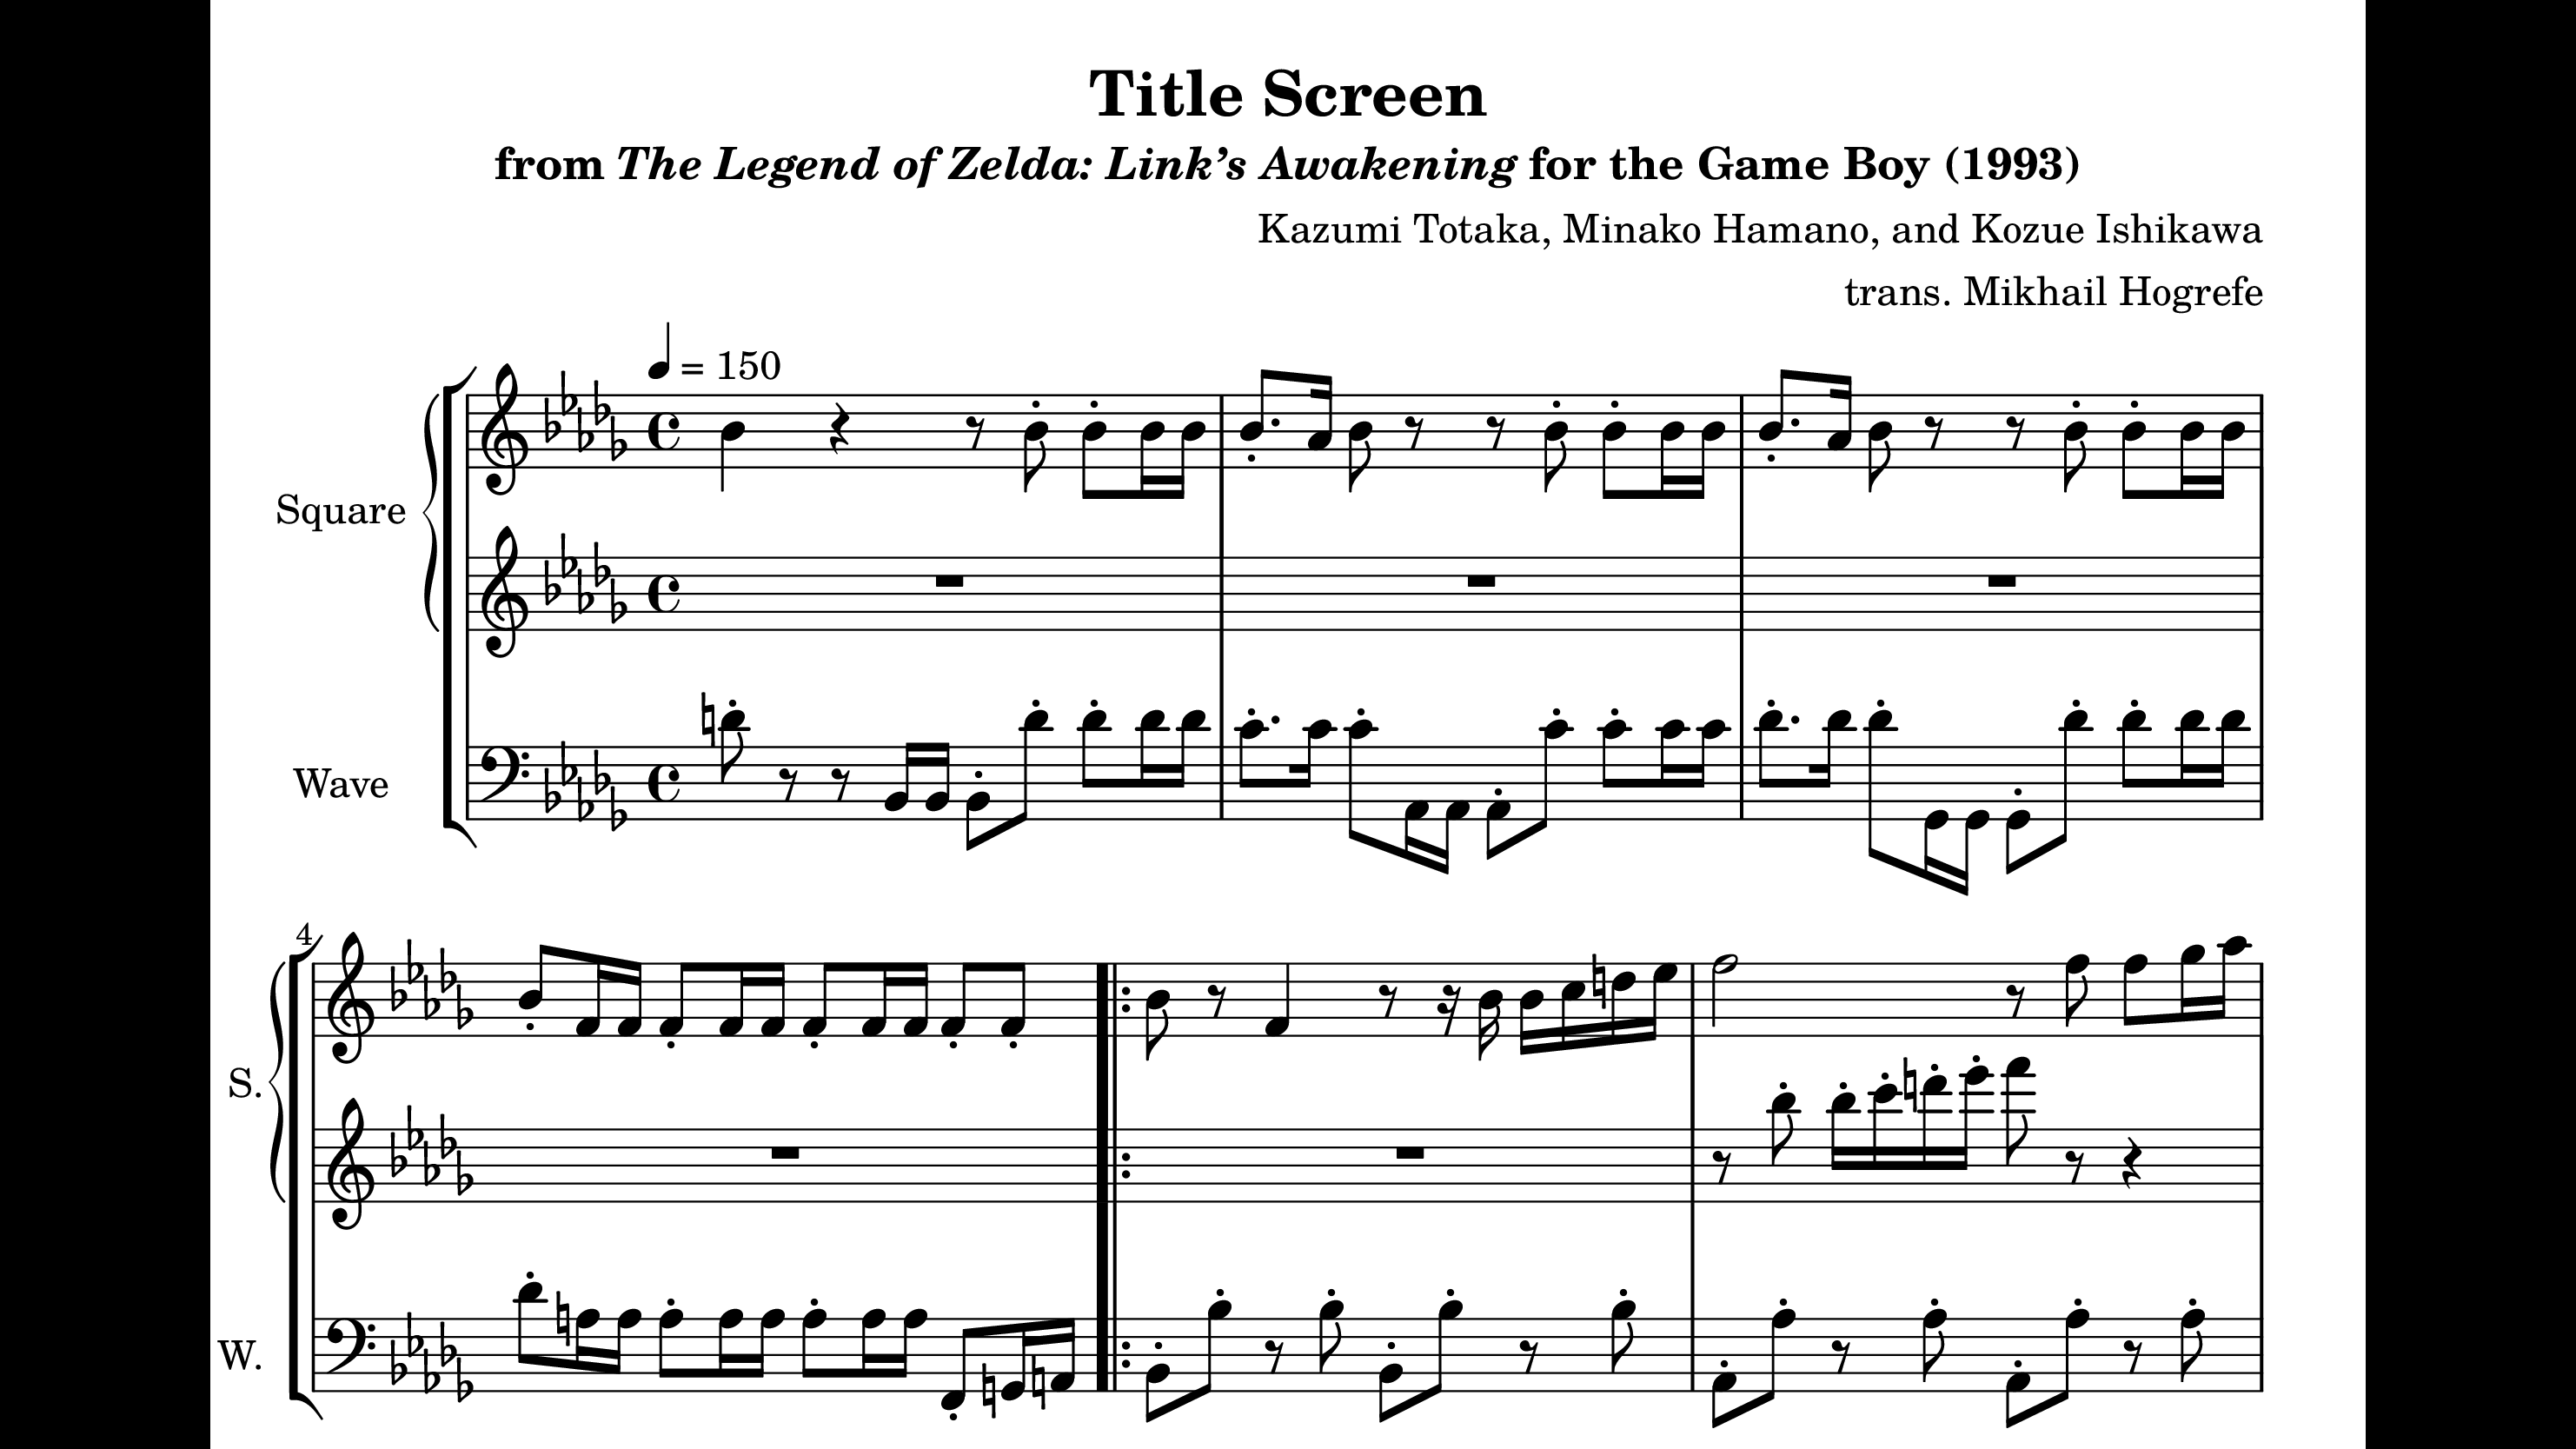 Title Screen
from The Legend of Zelda: Link’s Awakening for the Game Boy (1993)
Kazumi Totaka, Minako Hamano, and Kozue Ishikawa
trans. Mikhail Hogrefe
= 150
Square
Wave
4
S.
W.